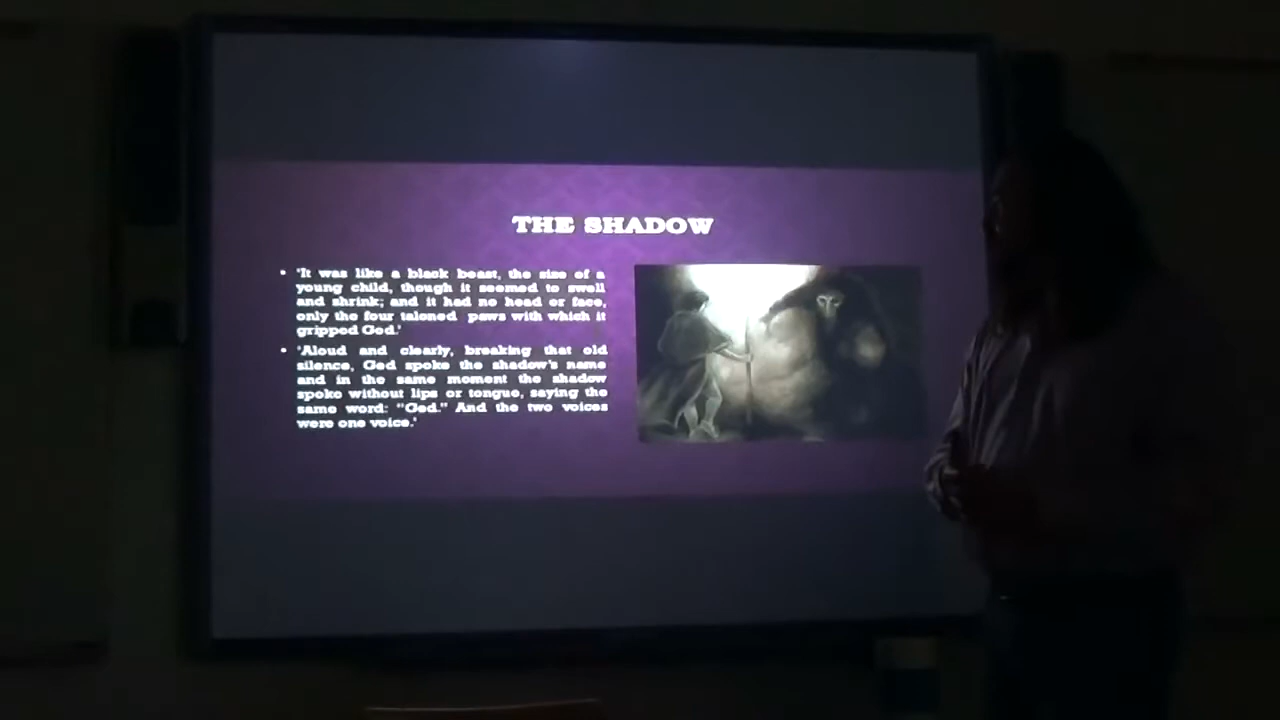 THE SHADOW
• 'It was like a black beast, the size of a
young child, though it seemed to swell
and shrink; and it had no head or face,
only the four taloned paws with which it
gripped Ged.'
• 'Aloud and clearly, breaking that old
silence, Ged spoke the shadow's name
and in the same moment the shadow
spoke without lips or tongue, saying the
same word: "Ged." And the two voices
were one voice.'